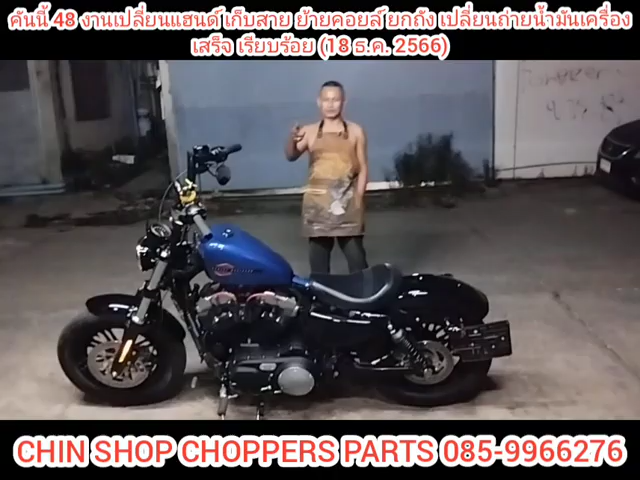 คันนี้ 48 งานเปลี่ยนแฮนด์ เก็บสาย ย้ายคอยล์ ยกถัง เปลี่ยนถ่ายน้ำมันเครื่อง
เสร็จ เรียบร้อย (18 ธ.ค. 2566)
CHIN SHOP CHOPPERS PARTS 085-9966276